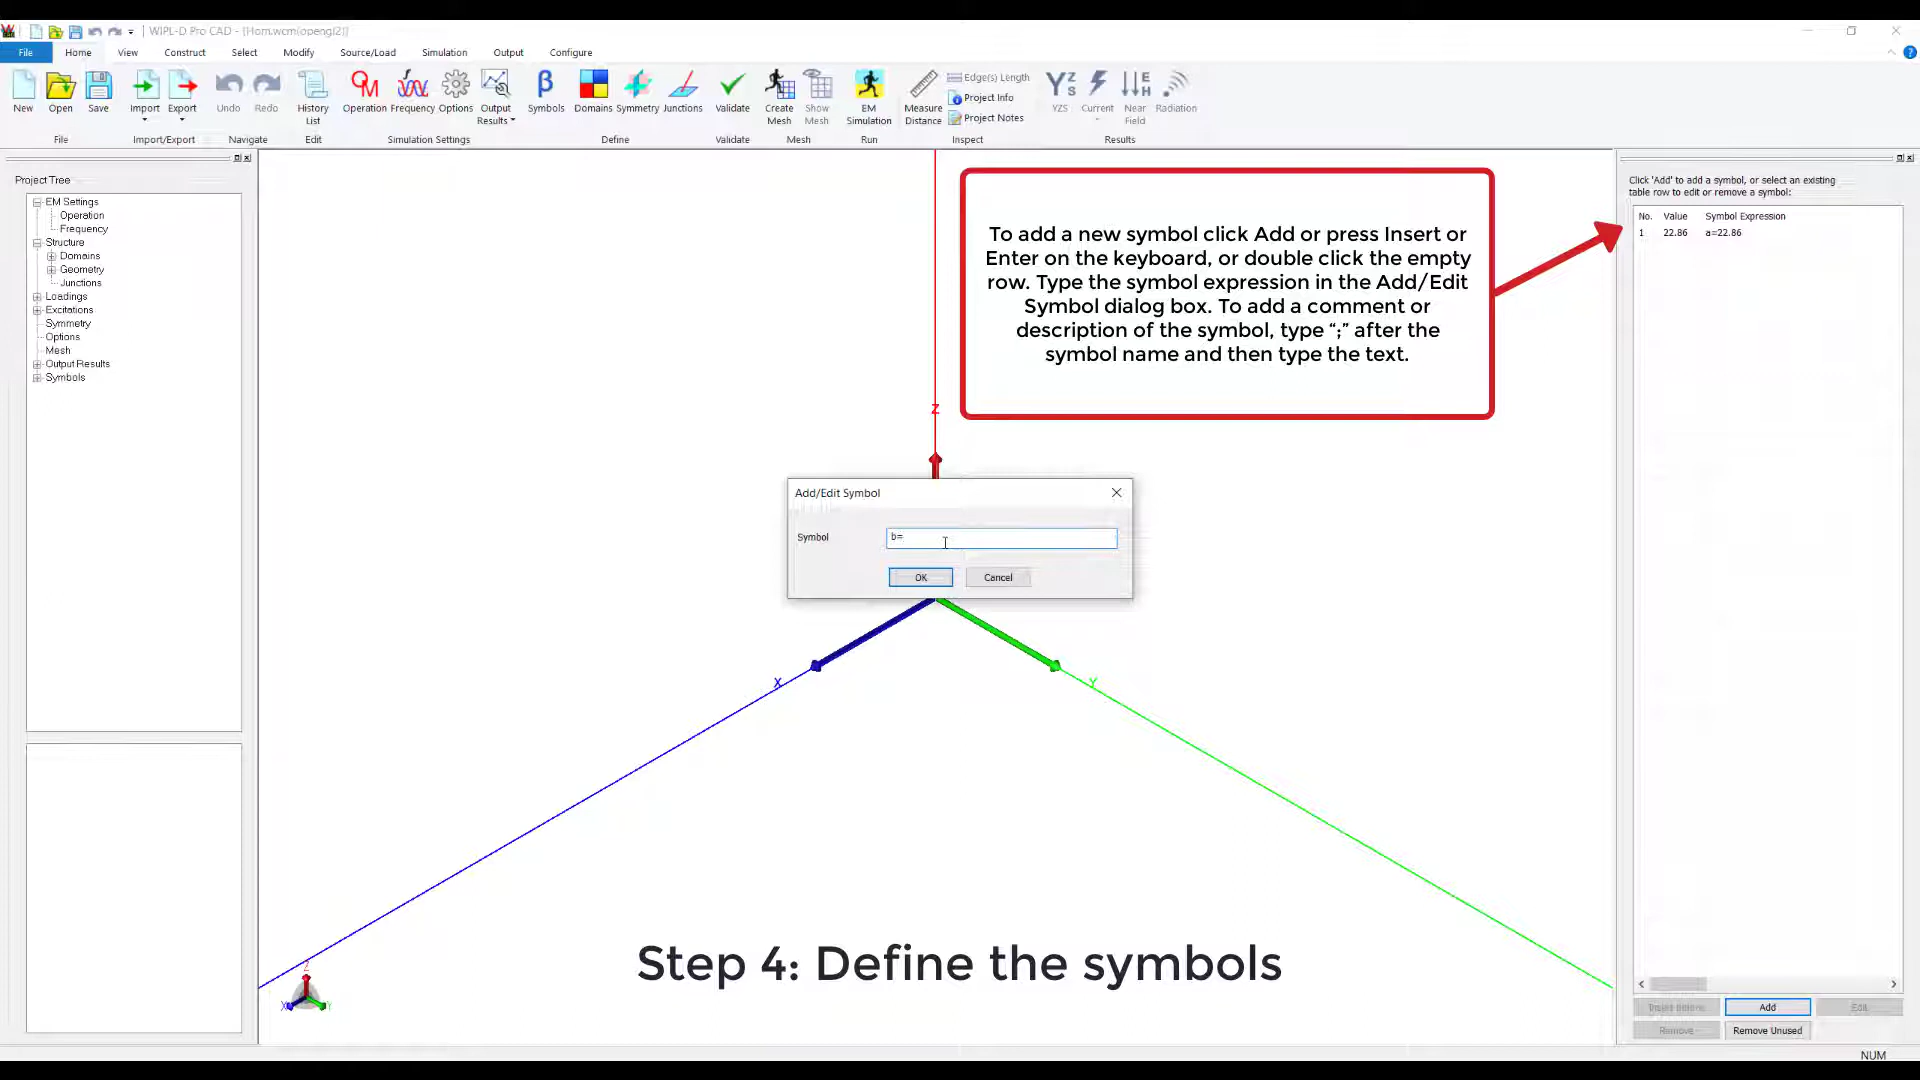 WIPL-D Pro CAD - [Horn.wcm(opengl2)]
File Home View Construct Select Modify Source/Load Simulation Output Configure
New Open Save Import Export Undo Redo History List Operation Frequency Options Output Results Symbols Domains Symmetry Junctions Validate Create Mesh Show Mesh EM Simulation Measure Distance Edge(s) Length Project Info Project Notes YZS Current Near Field Radiation
File Import/Export Navigate Edit Simulation Settings Define Validate Mesh Run Inspect Results
Project Tree
EM Settings
Operation
Frequency
Structure
Domains
Geometry
Junctions
Loadings
Excitations
Symmetry
Options
Mesh
Output Results
Symbols
To add a new symbol click Add or press Insert or
Enter on the keyboard, or double click the empty
row. Type the symbol expression in the Add/Edit
Symbol dialog box. To add a comment or
description of the symbol, type “;” after the
symbol name and then type the text.
Z
Add/Edit Symbol
Symbol b=
OK Cancel
X Y
Step 4: Define the symbols
Z
X Y
Click 'Add' to add a symbol, or select an existing
table row to edit or remove a symbol:
No. Value Symbol Expression
1 22.86 a=22.86
Insert Before Add Edit
Remove Remove Unused
NUM